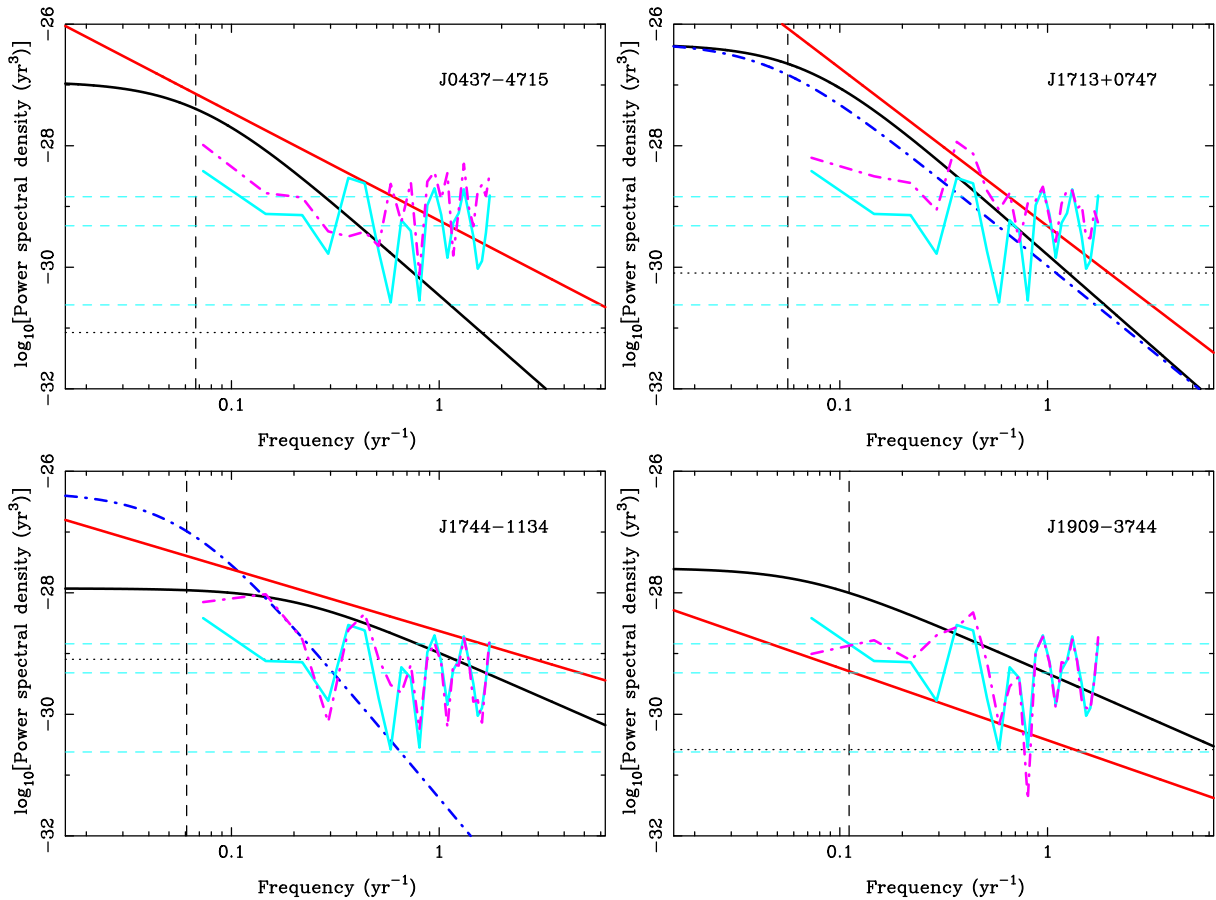 −26
−28
−30
−32
log₁₀[Power spectral density (yr³)]
J0437−4715
0.1 1
Frequency (yr⁻¹)
−26
−28
−30
−32
log₁₀[Power spectral density (yr³)]
J1713+0747
0.1 1
Frequency (yr⁻¹)
−26
−28
−30
−32
log₁₀[Power spectral density (yr³)]
J1744−1134
0.1 1
Frequency (yr⁻¹)
−26
−28
−30
−32
log₁₀[Power spectral density (yr³)]
J1909−3744
0.1 1
Frequency (yr⁻¹)